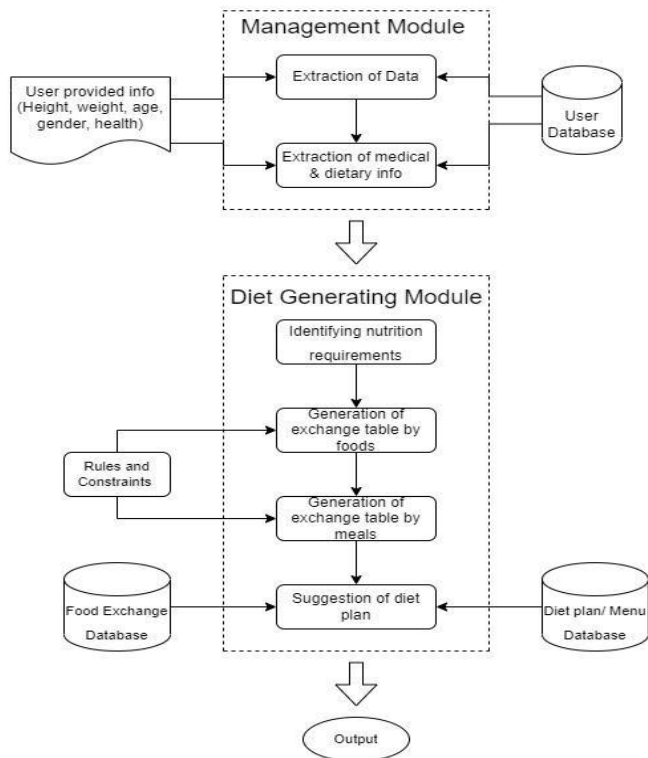 Management Module
User provided info
(Height, weight, age,
gender, health)
Extraction of Data
User
Database
Extraction of medical
& dietary info
Diet Generating Module
Identifying nutrition
requirements
Generation of
exchange table by
foods
Rules and
Constraints
Generation of
exchange table by
meals
Food Exchange
Database
Suggestion of diet
plan
Diet plan/ Menu
Database
Output